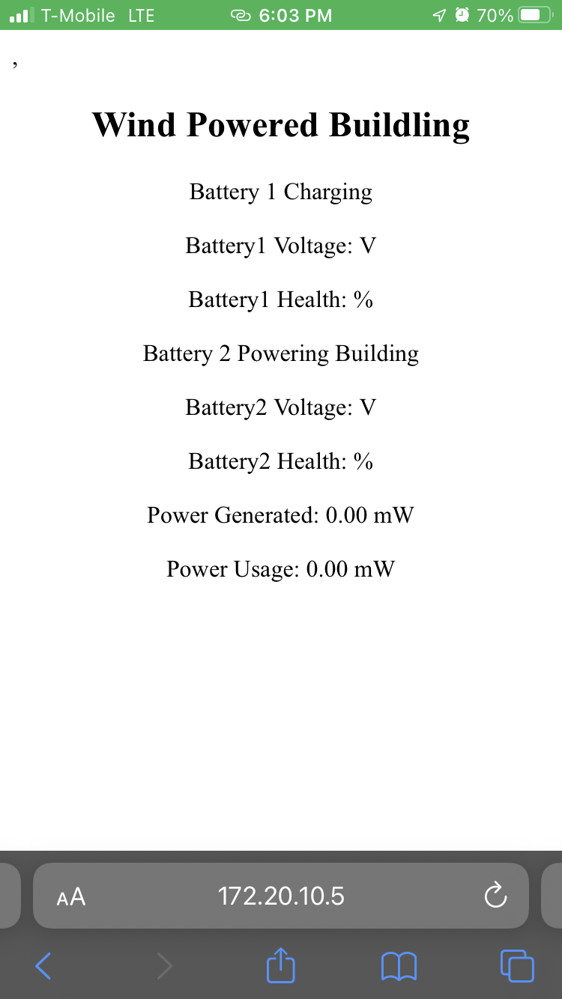 T-Mobile LTE 6:03 PM 70%
,
Wind Powered Buildling
Battery 1 Charging
Battery1 Voltage: V
Battery1 Health: %
Battery 2 Powering Building
Battery2 Voltage: V
Battery2 Health: %
Power Generated: 0.00 mW
Power Usage: 0.00 mW
AA 172.20.10.5